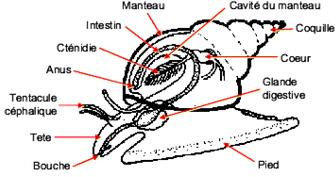 Manteau
Cavité du manteau
Intestin
Coquille
Cténidie
Coeur
Anus
Glande
digestive
Tentacule
céphalique
Tete
Bouche
Pied